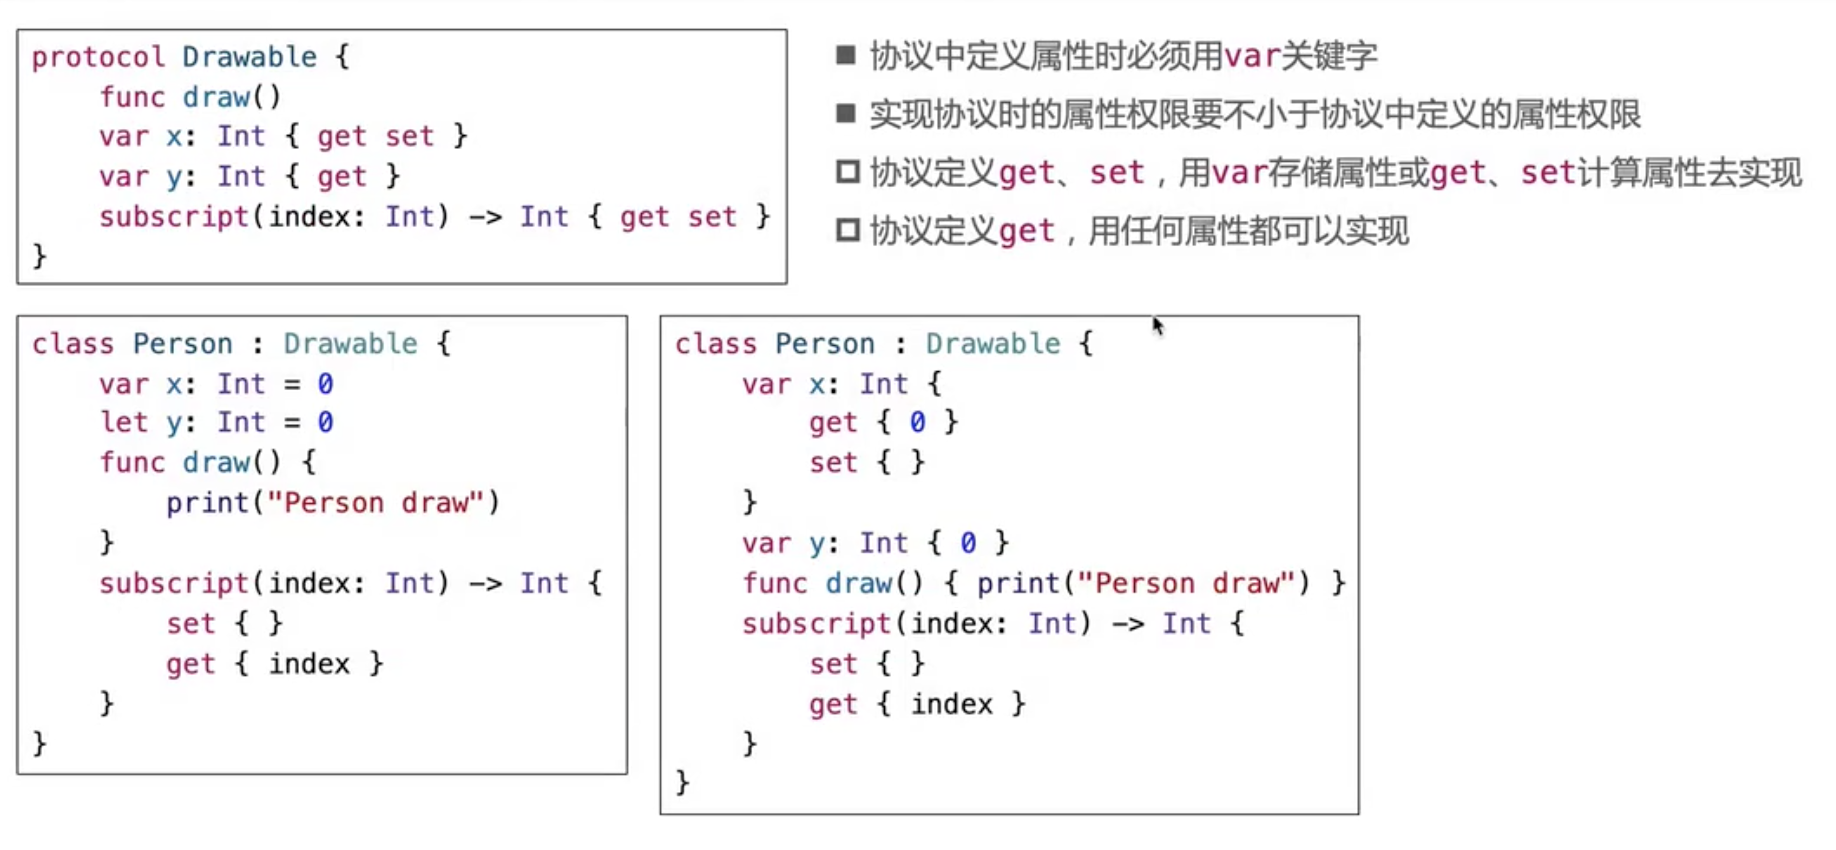 protocol Drawable {
    func draw()
    var x: Int { get set }
    var y: Int { get }
    subscript(index: Int) -> Int { get set }
}
■ 协议中定义属性时必须用var关键字
■ 实现协议时的属性权限要不小于协议中定义的属性权限
□ 协议定义get、set，用var存储属性或get、set计算属性去实现
□ 协议定义get，用任何属性都可以实现
class Person : Drawable {
    var x: Int = 0
    let y: Int = 0
    func draw() {
        print("Person draw")
    }
    subscript(index: Int) -> Int {
        set { }
        get { index }
    }
}
class Person : Drawable {
    var x: Int {
        get { 0 }
        set { }
    }
    var y: Int { 0 }
    func draw() { print("Person draw") }
    subscript(index: Int) -> Int {
        set { }
        get { index }
    }
}